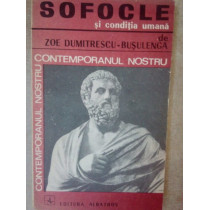 SOFOCLE
și condiția umană
de
ZOE DUMITRESCU-BUȘULENGA
CONTEMPORANUL NOSTRU
CONTEMPORANUL NOSTRU
EDITURA ALBATROS